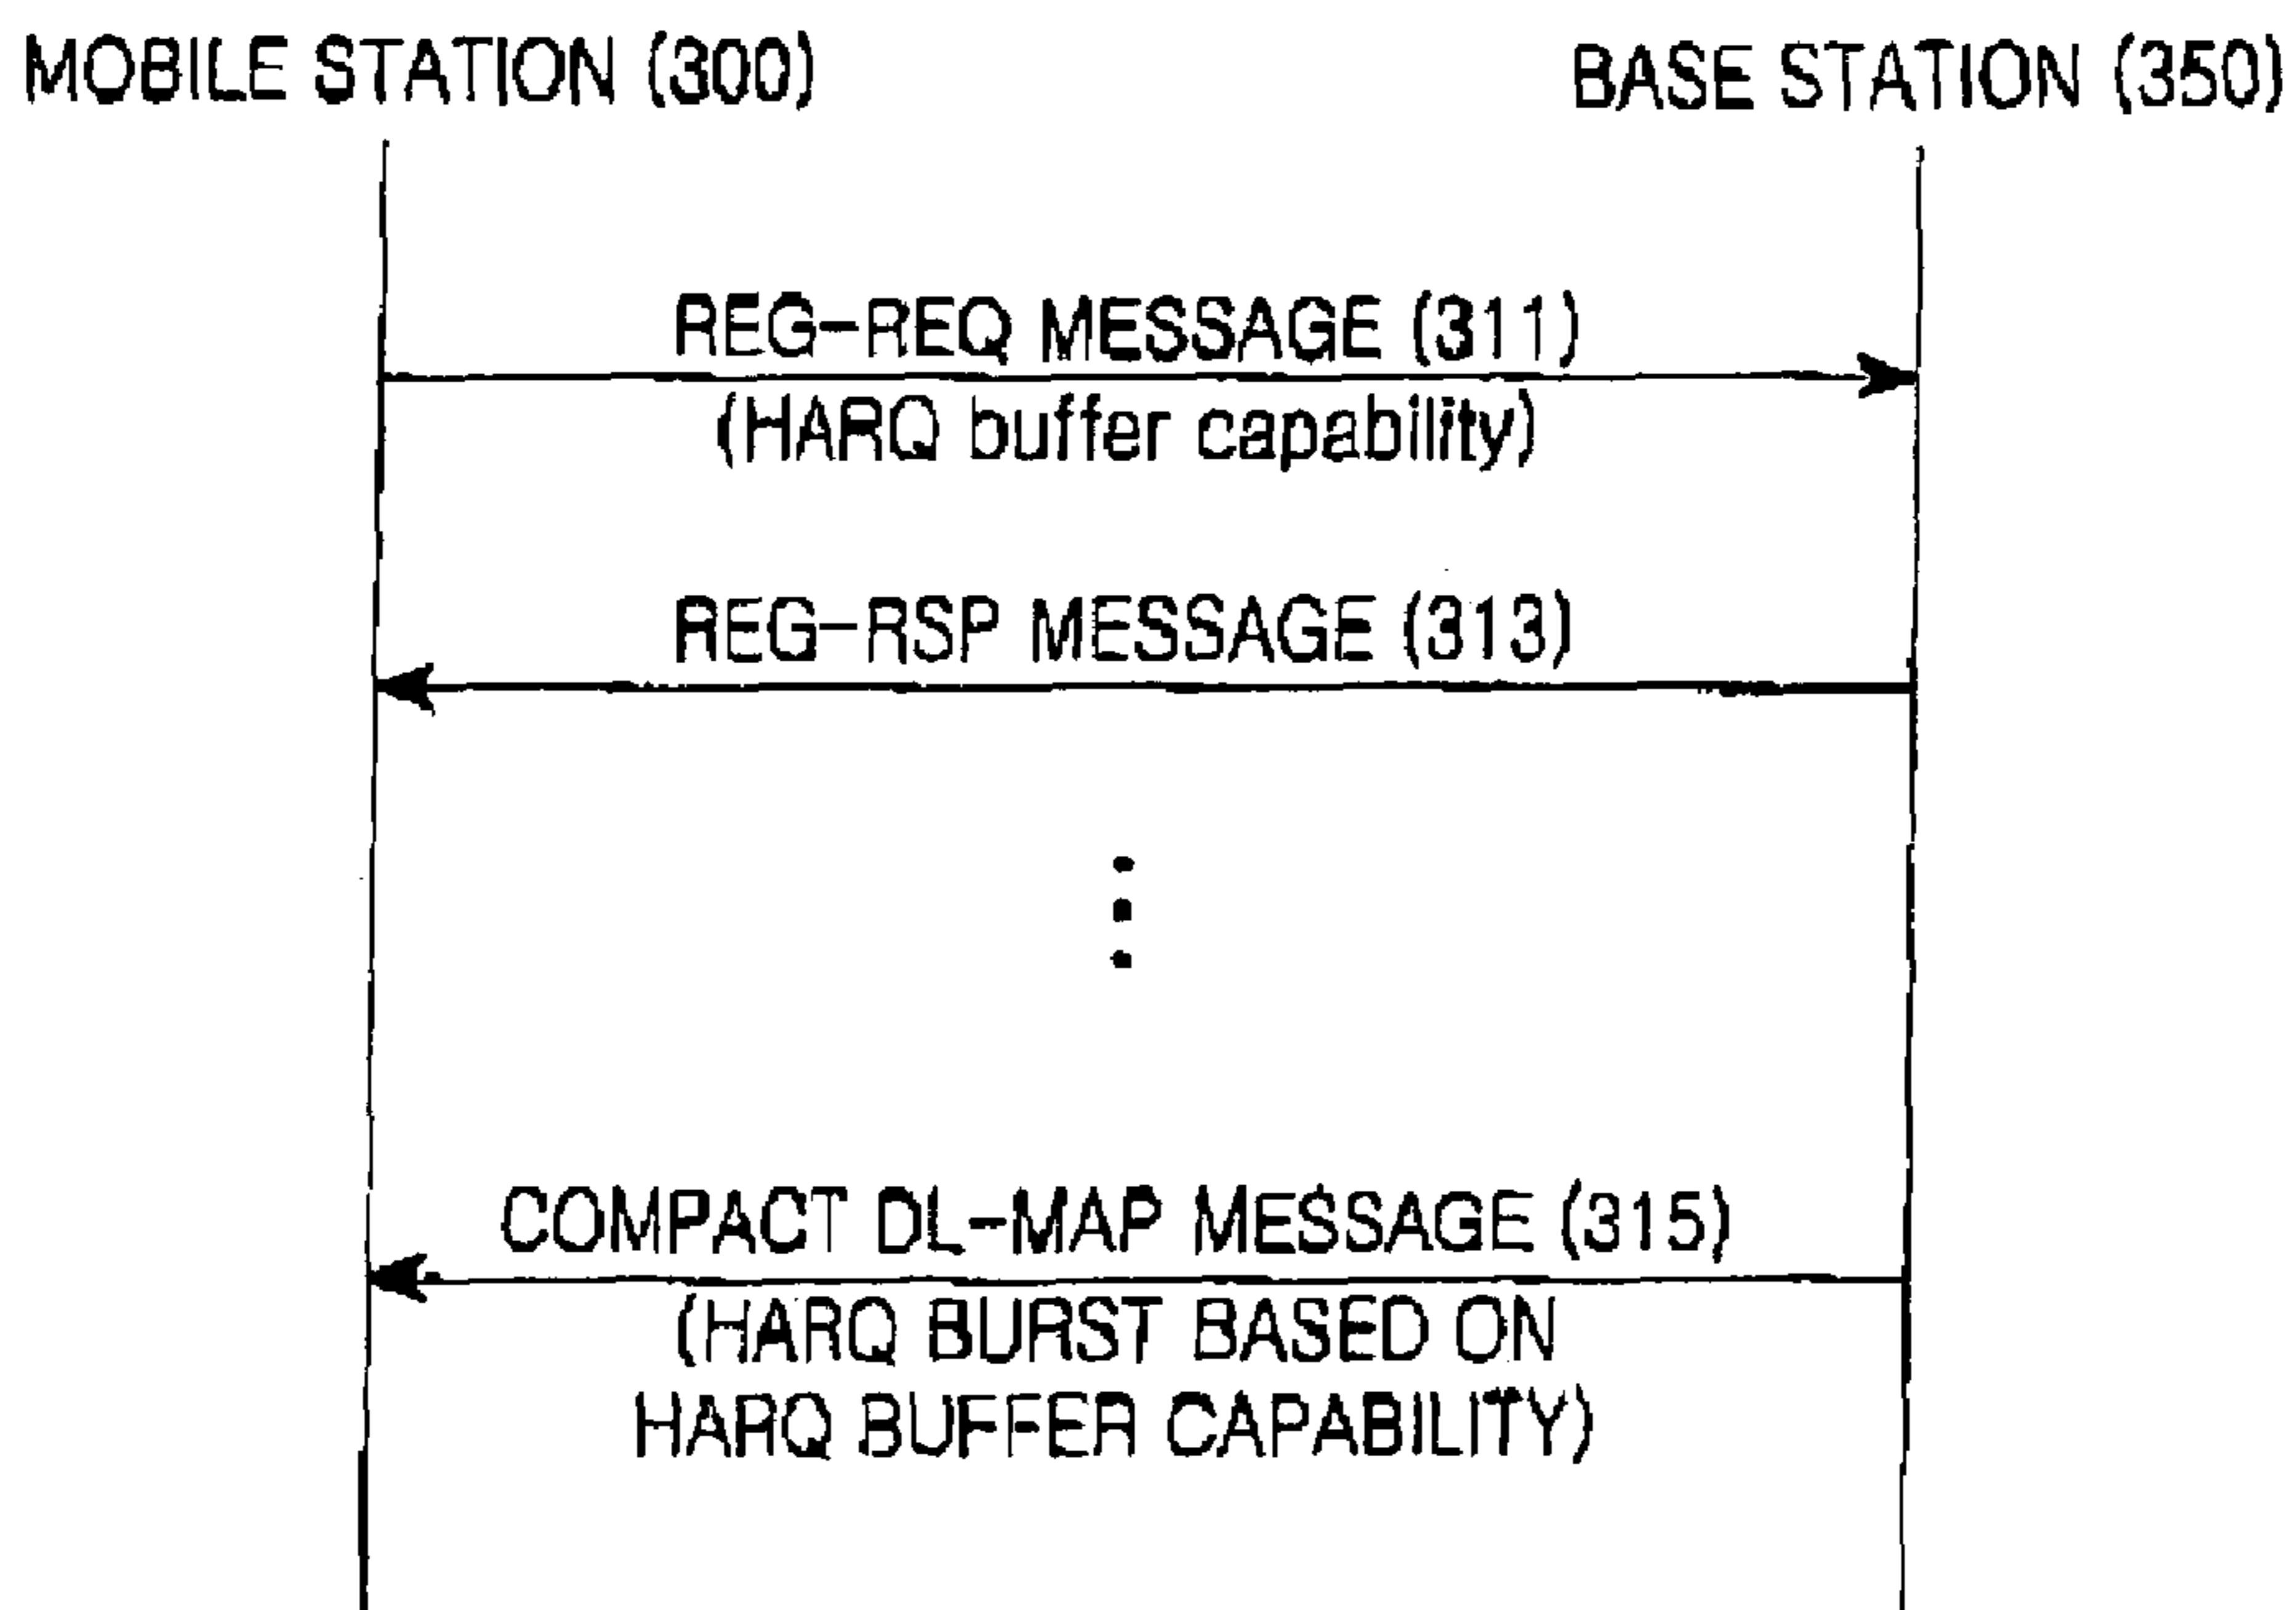 MOBILE STATION (300)
BASE STATION (350)
REG-REQ MESSAGE (311)
(HARQ buffer capability)
REG-RSP MESSAGE (313)
COMPACT DL-MAP MESSAGE (315)
(HARQ BURST BASED ON
HARQ BUFFER CAPABILITY)